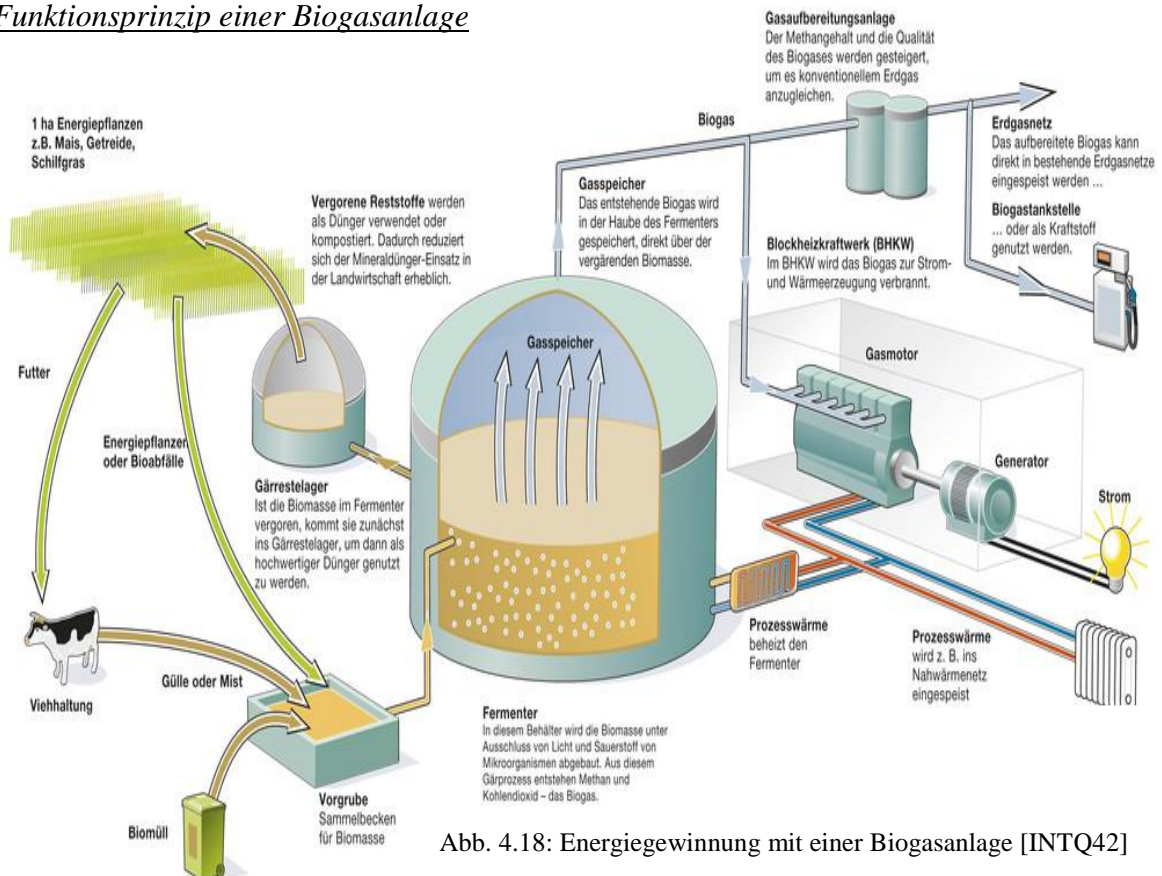 Funktionsprinzip einer Biogasanlage
Gasaufbereitungsanlage
Der Methangehalt und die Qualität
des Biogases werden gesteigert,
um es konventionellem Erdgas
anzugleichen.
1 ha Energiepflanzen
z.B. Mais, Getreide,
Schilfgras
Biogas
Erdgasnetz
Das aufbereitete Biogas kann
direkt in bestehende Erdgasnetze
eingespeist werden ...
Biogastankstelle
... oder als Kraftstoff
genutzt werden.
Vergorene Reststoffe werden
als Dünger verwendet oder
kompostiert. Dadurch reduziert
sich der Mineraldünger-Einsatz in
der Landwirtschaft erheblich.
Gasspeicher
Das entstehende Biogas wird
in der Haube des Fermenters
gespeichert, direkt über der
vergärenden Biomasse.
Blockheizkraftwerk (BHKW)
Im BHKW wird das Biogas zur Strom-
und Wärmeerzeugung verbrannt.
Gasspeicher
Gasmotor
Futter
Energiepflanzen
oder Bioabfälle
Generator
Strom
Gärrestelager
Ist die Biomasse im Fermenter
vergoren, kommt sie zunächst
ins Gärrestelager, um dann als
hochwertiger Dünger genutzt
zu werden.
Prozesswärme
beheizt den
Fermenter
Prozesswärme
wird z. B. ins
Nahwärmenetz
eingespeist
Viehhaltung
Gülle oder Mist
Fermenter
In diesem Behälter wird die Biomasse unter
Ausschluss von Licht und Sauerstoff von
Mikroorganismen abgebaut. Aus diesem
Gärprozess entstehen Methan und
Kohlendioxid – das Biogas.
Vorgrube
Sammelbecken
für Biomasse
Biomüll
Abb. 4.18: Energiegewinnung mit einer Biogasanlage [INTQ42]